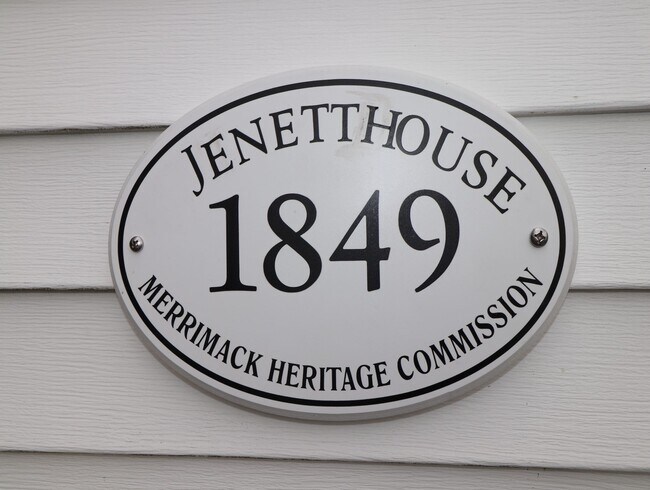 JENETTHOUSE
1849
MERRIMACK HERITAGE COMMISSION